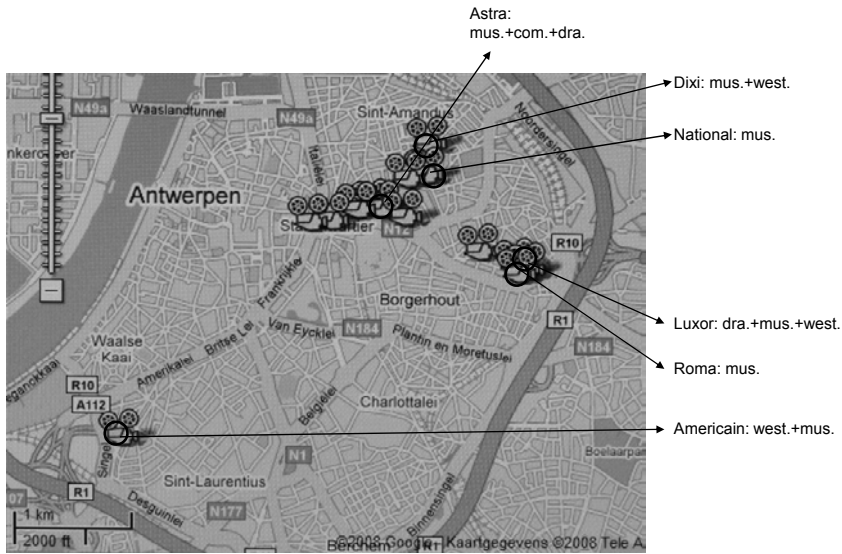 Astra:
mus.+com.+dra.
Dixi: mus.+west.
National: mus.
Luxor: dra.+mus.+west.
Roma: mus.
Americain: west.+mus.
N49a
Waaslandtunnel
N49a
Sint-Amandus
Noordersingel
Italiëlei
Antwerpen
N12
R10
Frankrijklei
Borgerhout
R1
Britse Lei
Van Eycklei
N184
Plantin en Moretuslei
N184
Waalse
Kaai
Amerikalei
R10
A112
Belgiëlei
Charlottalei
Singel
N1
Boelaerpar
Sint-Laurentius
R1
Desguinlei
N177
Binnensingel
1 km
2000 ft
Berchem
R1
©2008 Google - Kaartgegevens ©2008 Tele A